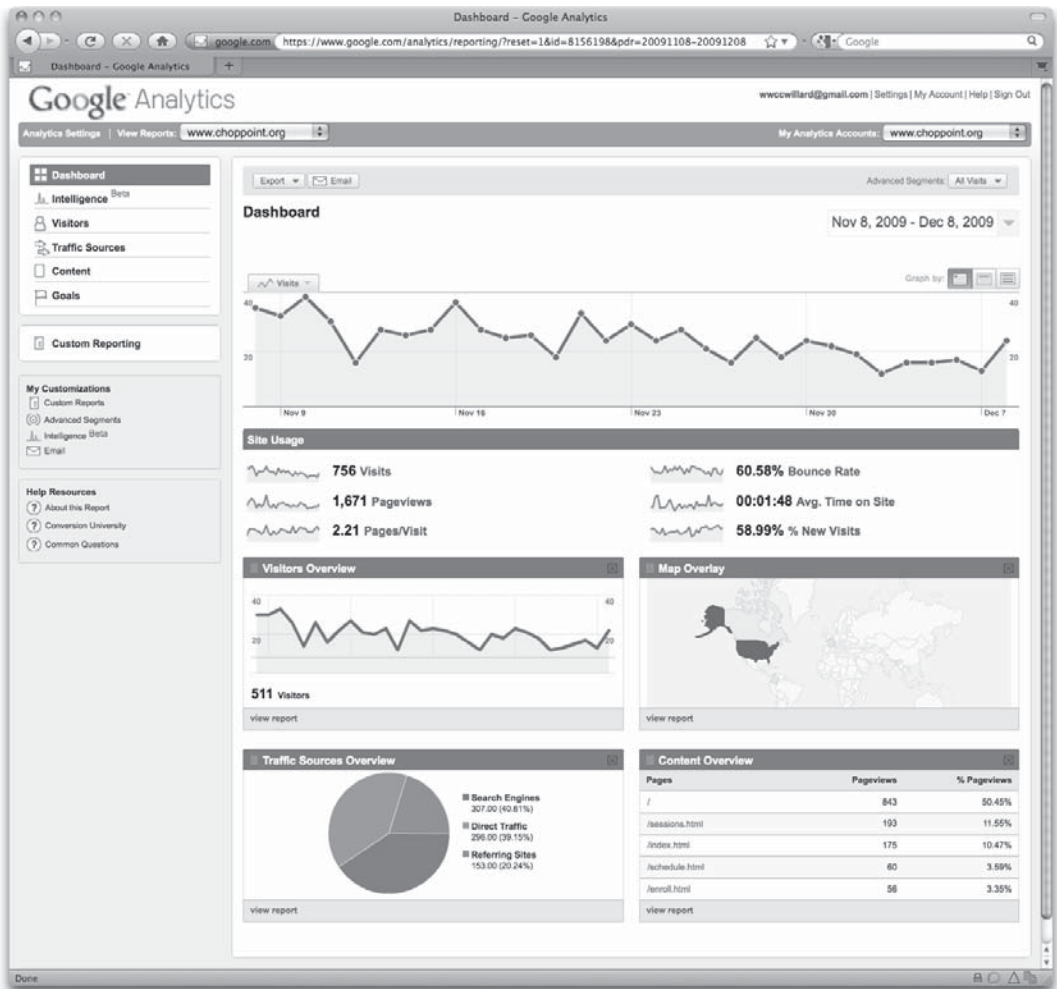 Dashboard – Google Analytics
google.com https://www.google.com/analytics/reporting/?reset=1&id=8156198&pdr=20091108-20091208 Google
Dashboard – Google Analytics +
Google Analytics
wwccwillard@gmail.com | Settings | My Account | Help | Sign Out
Analytics Settings | View Reports: www.choppoint.org My Analytics Accounts: www.choppoint.org
Dashboard
Intelligence Beta
Visitors
Traffic Sources
Content
Goals
Custom Reporting
My Customizations
Custom Reports
Advanced Segments
Intelligence Beta
Email
Help Resources
? About this Report
? Conversion University
? Common Questions
Export Email Advanced Segments: All Visits
Dashboard
Nov 8, 2009 - Dec 8, 2009
Visits Graph by:
40 40
20 20
Nov 9 Nov 16 Nov 23 Nov 30 Dec 7
Site Usage
756 Visits
1,671 Pageviews
2.21 Pages/Visit
60.58% Bounce Rate
00:01:48 Avg. Time on Site
58.99% % New Visits
Visitors Overview
40 40
20 20
511 Visitors
view report
Map Overlay
view report
Traffic Sources Overview
Search Engines
307.00 (40.61%)
Direct Traffic
296.00 (39.15%)
Referring Sites
153.00 (20.24%)
view report
Content Overview
Pages Pageviews % Pageviews
/ 843 50.45%
/sessions.html 193 11.55%
/index.html 175 10.47%
/schedule.html 60 3.59%
/enroll.html 56 3.35%
view report
Done